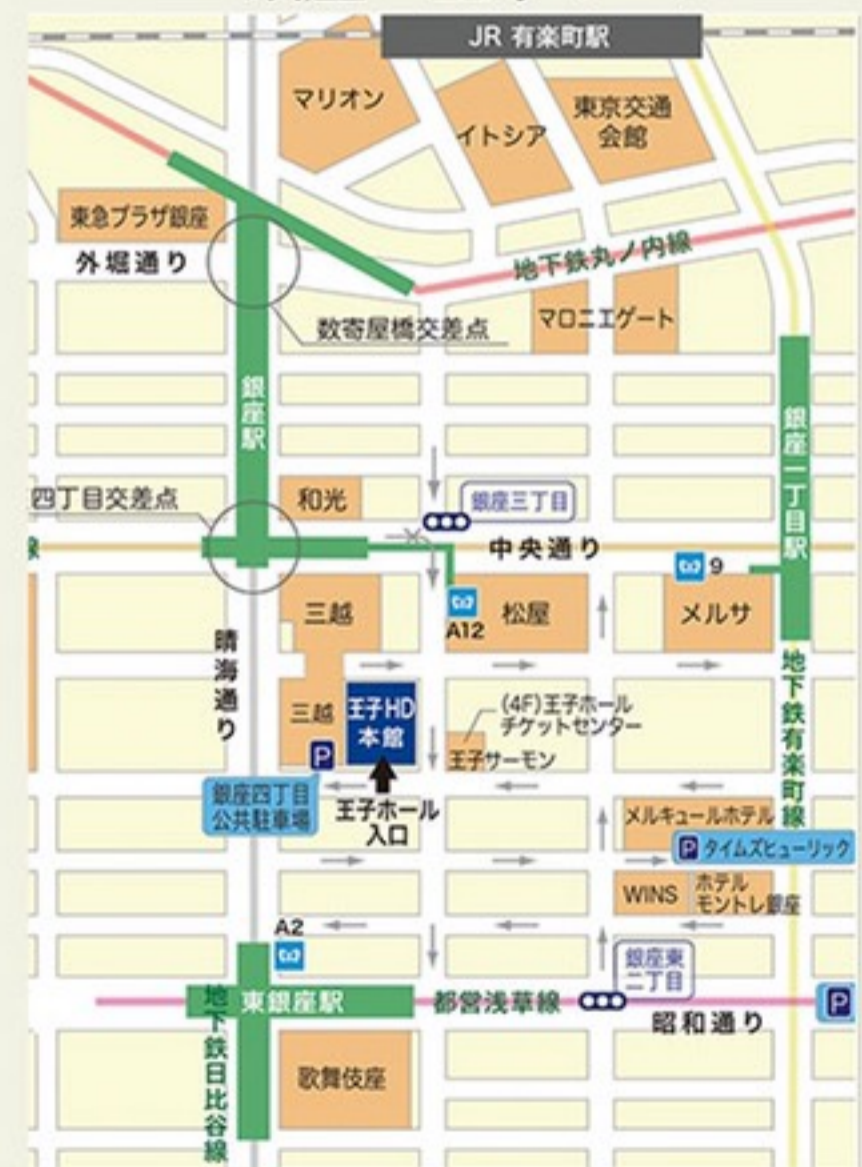 JR 有楽町駅
マリオン
イトシア
東京交通
会館
東急プラザ銀座
外堀通り
地下鉄丸ノ内線
数寄屋橋交差点
マロニエゲート
銀座駅
銀座一丁目駅
四丁目交差点
和光
銀座三丁目
線
中央通り
9
三越
A12
松屋
メルサ
晴海通り
地下鉄有楽町線
三越
王子HD
本館
(4F)王子ホール
チケットセンター
王子サーモン
P
銀座四丁目
公共駐車場
王子ホール
入口
メルキュールホテル
P タイムズヒューリック
WINS
ホテル
モントレ銀座
A2
銀座東
二丁目
東銀座駅
都営浅草線
P
昭和通り
地下鉄日比谷線
歌舞伎座